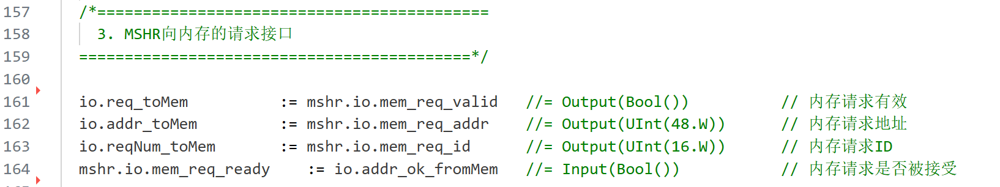 157 /*===========================================
158 3. MSHR向内存的请求接口
159 ===========================================*/
160
161 io.req_toMem := mshr.io.mem_req_valid //= Output(Bool()) // 内存请求有效
162 io.addr_toMem := mshr.io.mem_req_addr //= Output(UInt(48.W)) // 内存请求地址
163 io.reqNum_toMem := mshr.io.mem_req_id //= Output(UInt(16.W)) // 内存请求ID
164 mshr.io.mem_req_ready := io.addr_ok_fromMem //= Input(Bool()) // 内存请求是否被接受